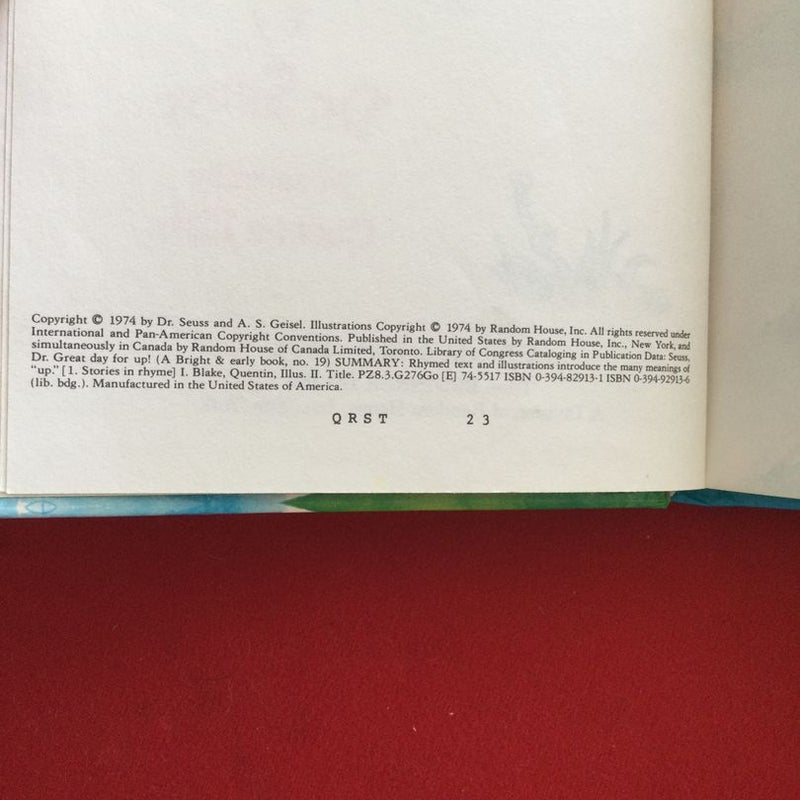 Copyright © 1974 by Dr. Seuss and A. S. Geisel. Illustrations Copyright © 1974 by Random House, Inc. All rights reserved under
International and Pan-American Copyright Conventions. Published in the United States by Random House, Inc., New York, and
simultaneously in Canada by Random House of Canada Limited, Toronto. Library of Congress Cataloging in Publication Data: Seuss,
Dr. Great day for up! (A Bright & early book, no. 19) SUMMARY: Rhymed text and illustrations introduce the many meanings of
"up." [1. Stories in rhyme] I. Blake, Quentin, Illus. II. Title. PZ8.3.G276Go [E] 74-5517 ISBN 0-394-82913-1 ISBN 0-394-92913-6
(lib. bdg.). Manufactured in the United States of America.
QRST 23